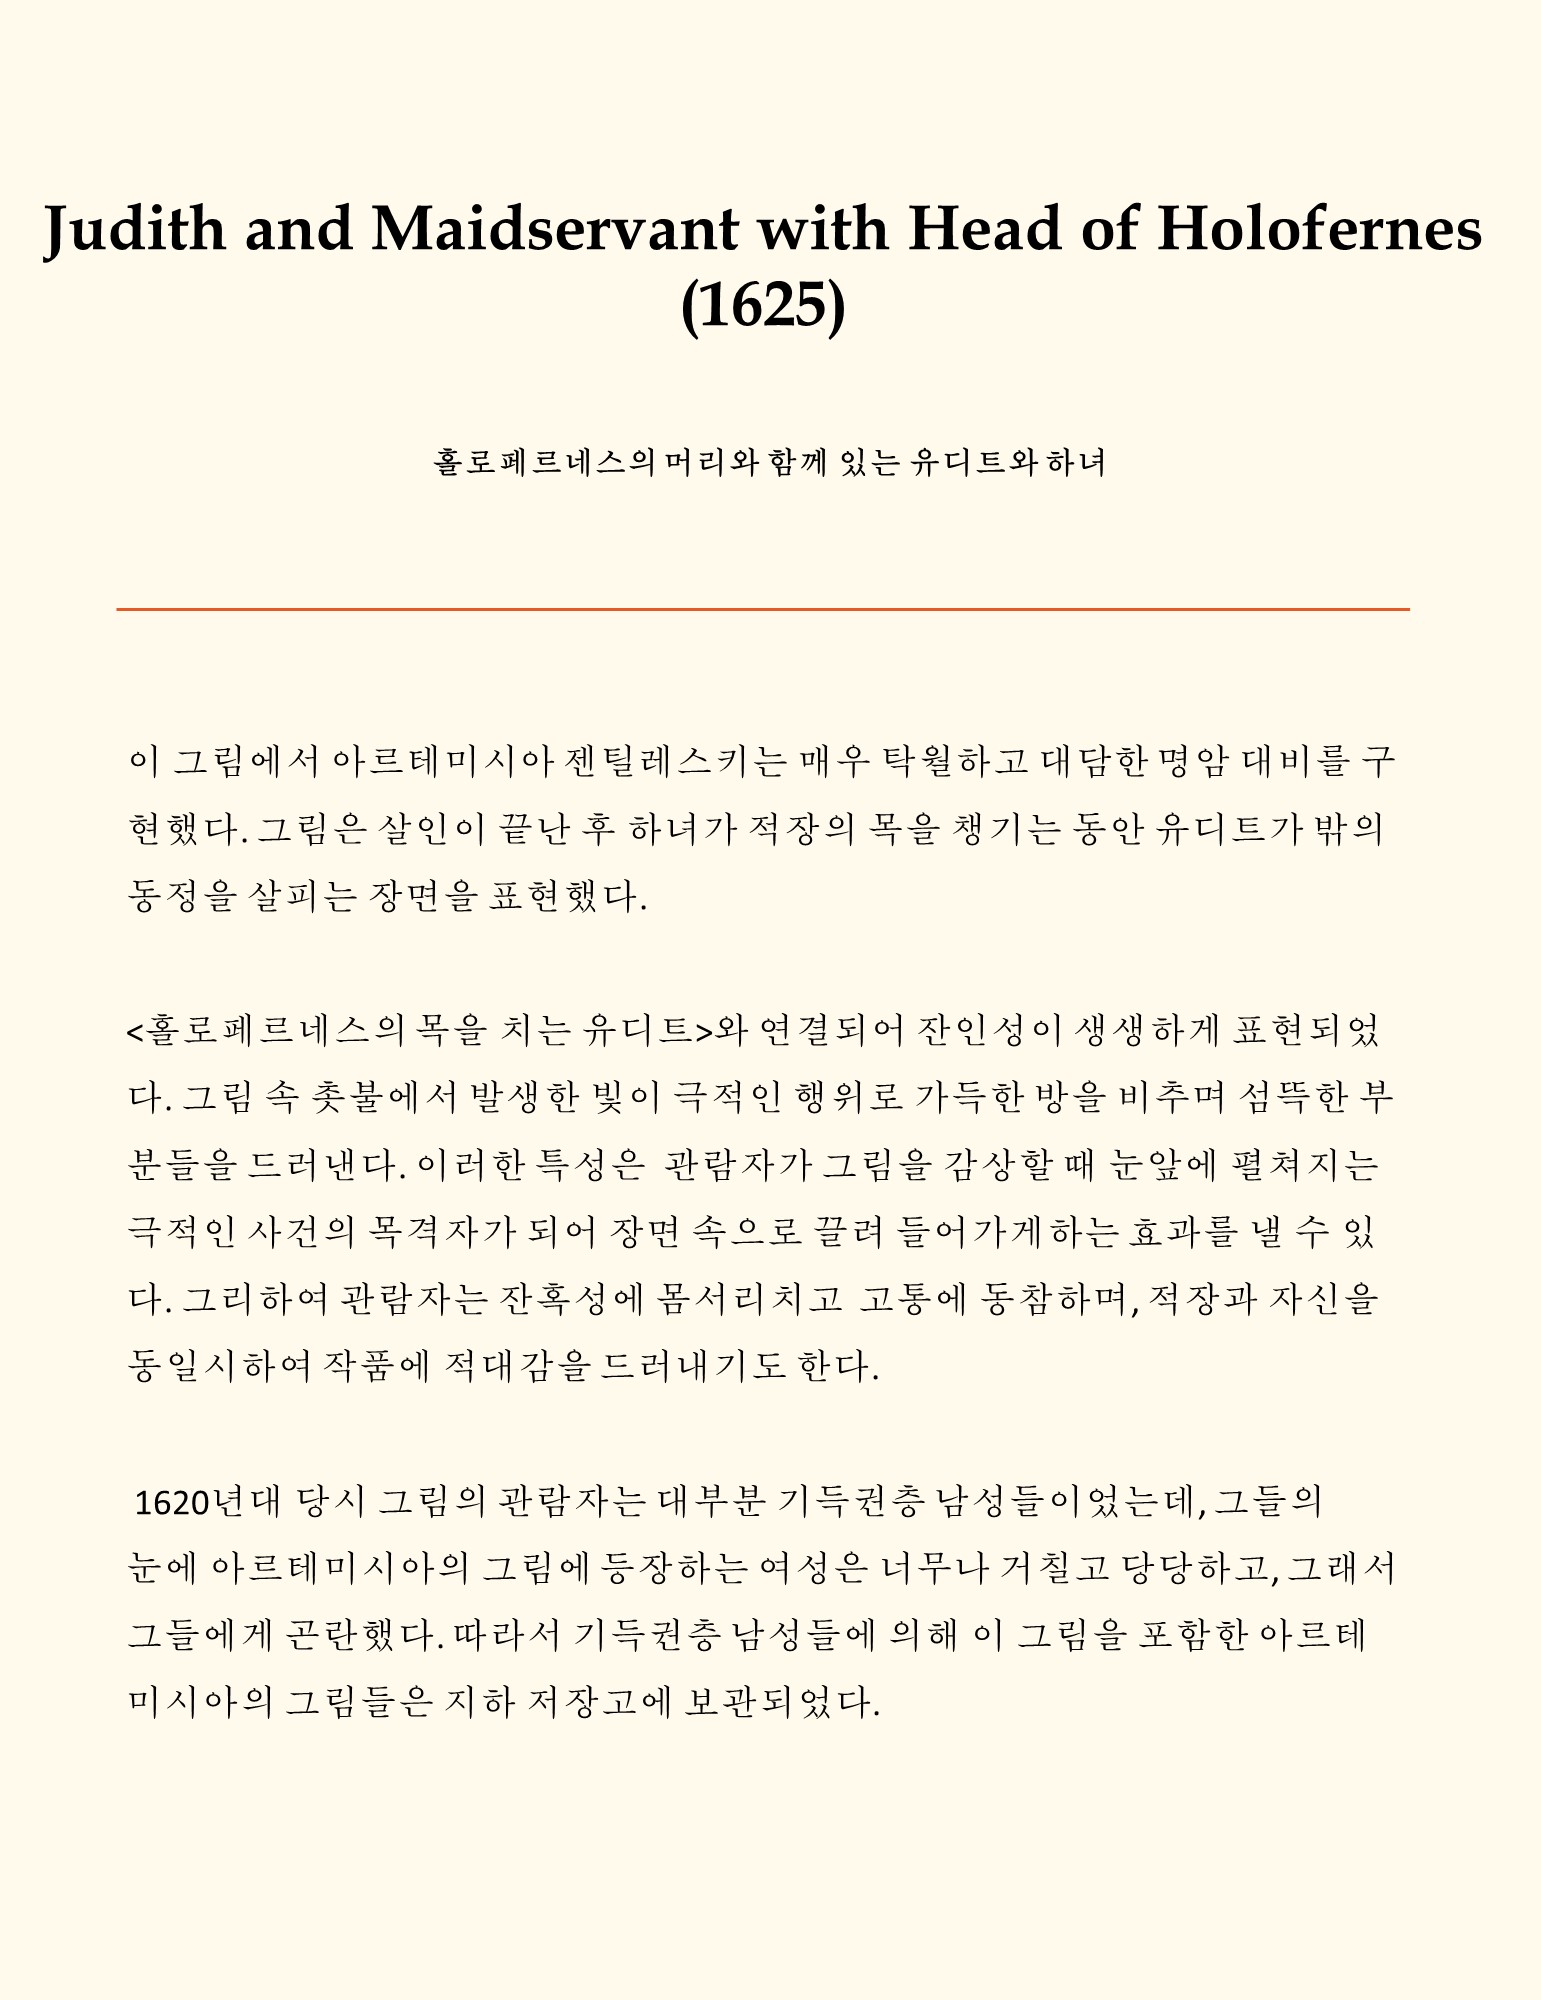 Judith and Maidservant with Head of Holofernes
(1625)
홀로페르네스의 머리와 함께 있는 유디트와 하녀
이 그림에서 아르테미시아 젠틸레스키는 매우 탁월하고 대담한 명암 대비를 구
현했다. 그림은 살인이 끝난 후 하녀가 적장의 목을 챙기는 동안 유디트가 밖의
동정을 살피는 장면을 표현했다.
<홀로페르네스의 목을 치는 유디트>와 연결되어 잔인성이 생생하게 표현되었
다. 그림 속 촛불에서 발생한 빛이 극적인 행위로 가득한 방을 비추며 섬뜩한 부
분들을 드러낸다. 이러한 특성은 관람자가 그림을 감상할 때 눈앞에 펼쳐지는
극적인 사건의 목격자가 되어 장면 속으로 끌려 들어가게하는 효과를 낼 수 있
다. 그리하여 관람자는 잔혹성에 몸서리치고 고통에 동참하며, 적장과 자신을
동일시하여 작품에 적대감을 드러내기도 한다.
1620년대 당시 그림의 관람자는 대부분 기득권층 남성들이었는데, 그들의
눈에 아르테미시아의 그림에 등장하는 여성은 너무나 거칠고 당당하고, 그래서
그들에게 곤란했다. 따라서 기득권층 남성들에 의해 이 그림을 포함한 아르테
미시아의 그림들은 지하 저장고에 보관되었다.